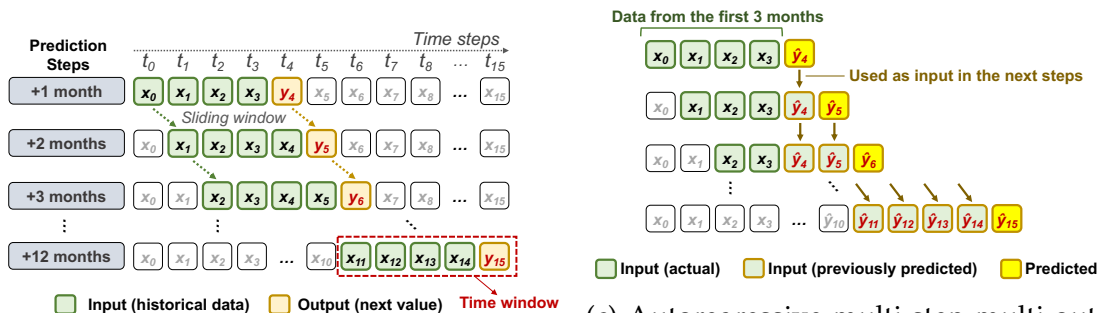 Prediction Steps
Time steps
t0 t1 t2 t3 t4 t5 t6 t7 t8 ... t15
+1 month x0 x1 x2 x3 y4 x5 x6 x7 x8 ... x15
Sliding window
+2 months x0 x1 x2 x3 x4 y5 x6 x7 x8 ... x15
+3 months x0 x1 x2 x3 x4 x5 y6 x7 x8 ... x15
+12 months x0 x1 x2 x3 ... x10 x11 x12 x13 x14 y15
Input (historical data) Output (next value) Time window
Data from the first 3 months
x0 x1 x2 x3 ŷ4
Used as input in the next steps
x0 x1 x2 x3 ŷ4 ŷ5
x0 x1 x2 x3 ŷ4 ŷ5 ŷ6
x0 x1 x2 x3 ... ŷ10 ŷ11 ŷ12 ŷ13 ŷ14 ŷ15
Input (actual) Input (previously predicted) Predicted